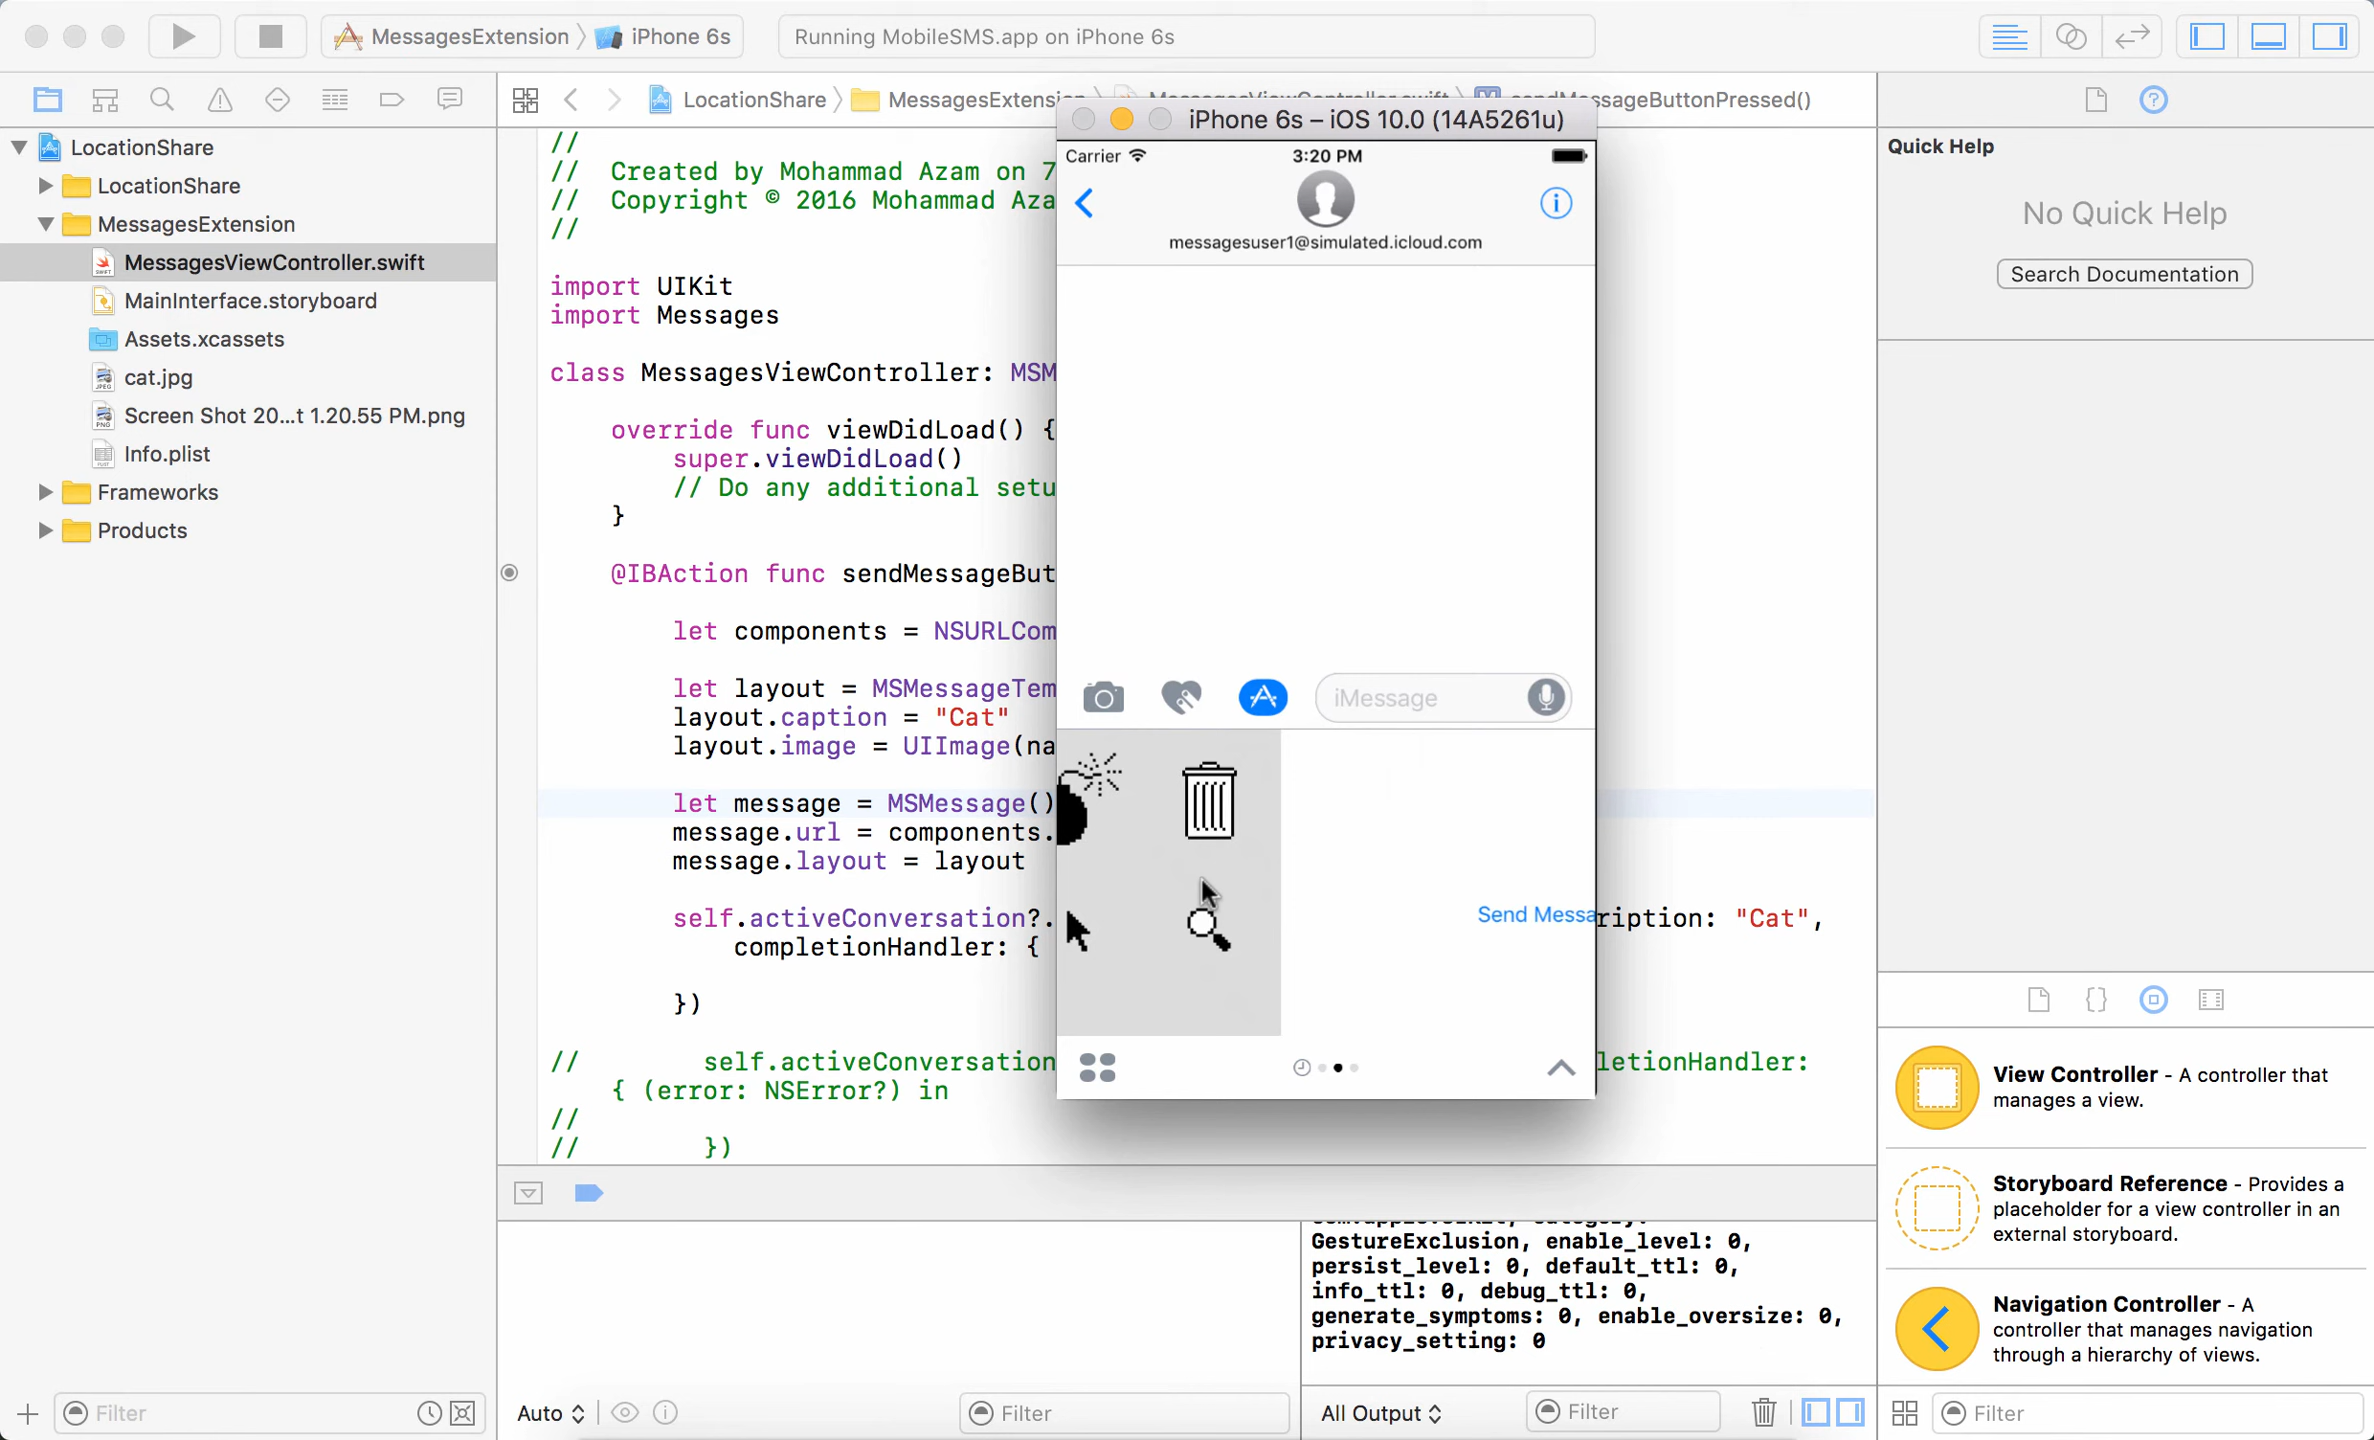 MessagesExtension
iPhone 6s
Running MobileSMS.app on iPhone 6s
LocationShare
MessagesExtension
sendMessageButtonPressed()
LocationShare
LocationShare
MessagesExtension
MessagesViewController.swift
MainInterface.storyboard
Assets.xcassets
cat.jpg
Screen Shot 20...t 1.20.55 PM.png
Info.plist
Frameworks
Products
//
// Created by Mohammad Azam on 7
// Copyright © 2016 Mohammad Aza
//
import UIKit
import Messages
class MessagesViewController: MSM
override func viewDidLoad() {
super.viewDidLoad()
// Do any additional setu
}
@IBAction func sendMessageBut
let components = NSURLCom
let layout = MSMessageTem
layout.caption = "Cat"
layout.image = UIImage(na
let message = MSMessage()
message.url = components.
message.layout = layout
self.activeConversation?.
ription: "Cat",
completionHandler: {
})
// self.activeConversation
letionHandler:
{ (error: NSError?) in
//
// })
iPhone 6s – iOS 10.0 (14A5261u)
Carrier
3:20 PM
messagesuser1@simulated.icloud.com
iMessage
Send Messa
Quick Help
No Quick Help
Search Documentation
View Controller - A controller that
manages a view.
Storyboard Reference - Provides a
placeholder for a view controller in an
external storyboard.
Navigation Controller - A
controller that manages navigation
through a hierarchy of views.
GestureExclusion, enable_level: 0,
persist_level: 0, default_ttl: 0,
info_ttl: 0, debug_ttl: 0,
generate_symptoms: 0, enable_oversize: 0,
privacy_setting: 0
Filter
Auto
Filter
All Output
Filter
Filter